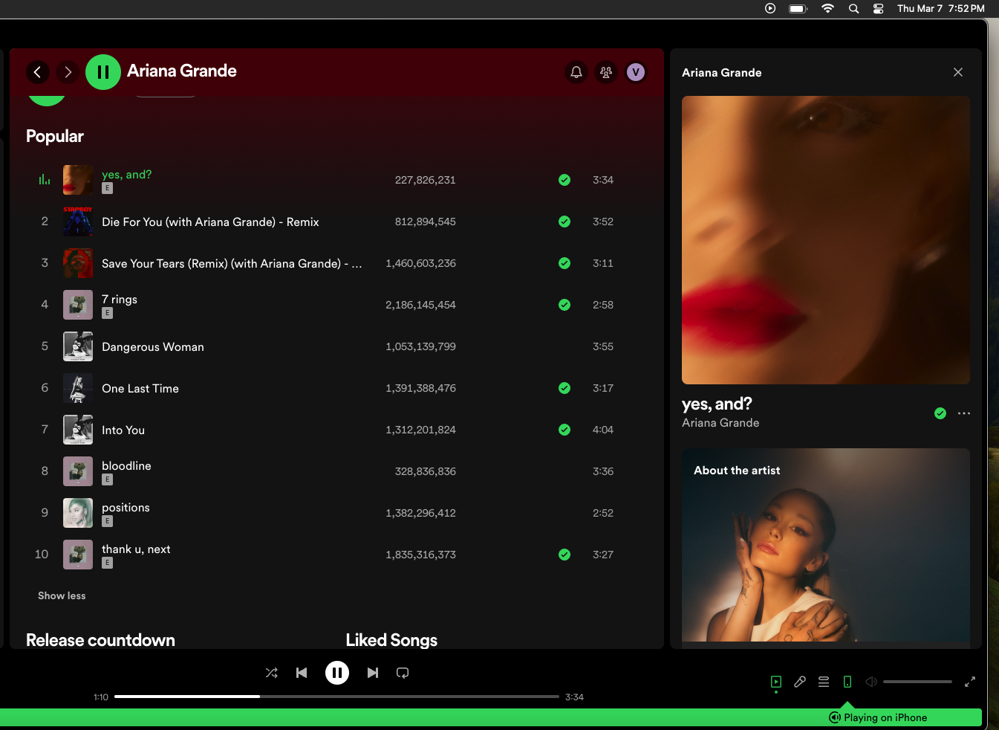 Thu Mar 7 7:52 PM
Ariana Grande
V
Popular
yes, and?
E
227,826,231
3:34
2
STARBOY
Die For You (with Ariana Grande) - Remix
812,894,545
3:52
3
Save Your Tears (Remix) (with Ariana Grande) - ...
1,460,603,236
3:11
4
7 rings
E
2,186,145,454
2:58
5
Dangerous Woman
1,053,139,799
3:55
6
One Last Time
1,391,388,476
3:17
7
Into You
1,312,201,824
4:04
8
bloodline
E
328,836,836
3:36
9
positions
E
1,382,296,412
2:52
10
thank u, next
E
1,835,316,373
3:27
Show less
Release countdown
Liked Songs
Ariana Grande
yes, and?
Ariana Grande
About the artist
1:10
3:34
Playing on iPhone